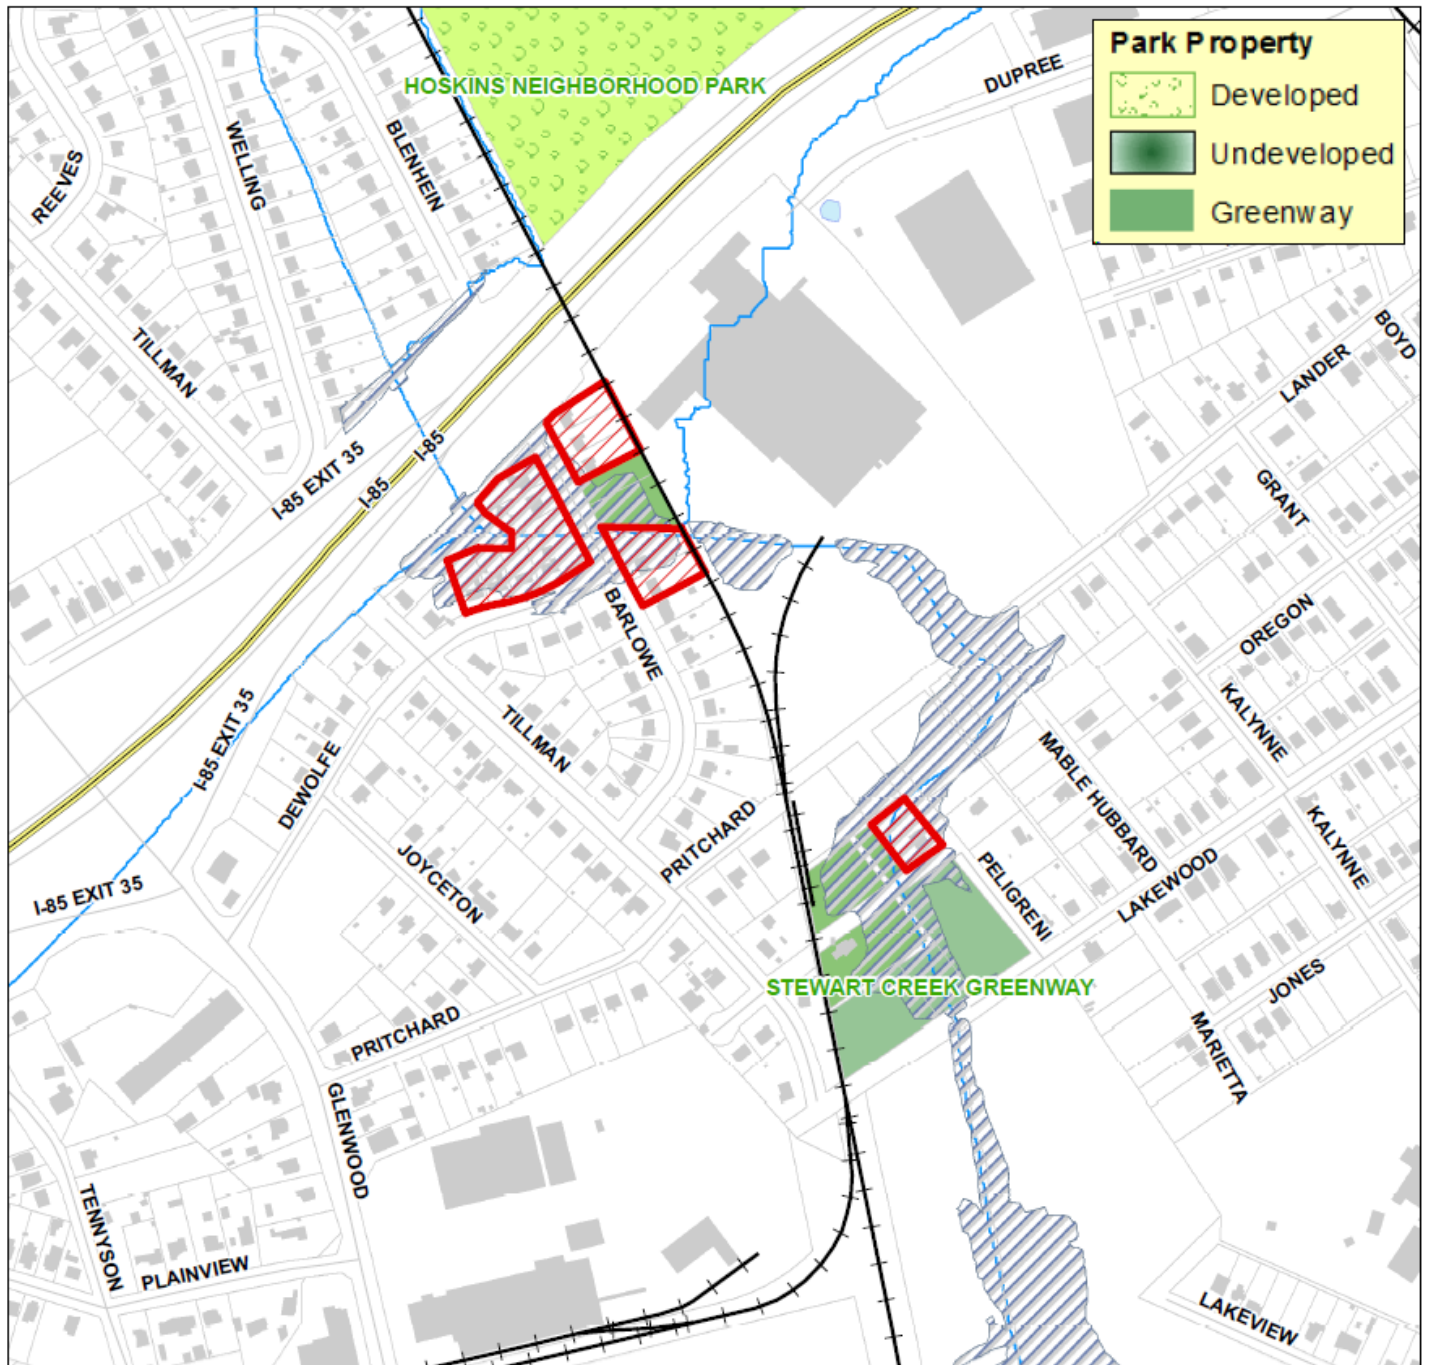 Park Property
Developed
Undeveloped
Greenway
HOSKINS NEIGHBORHOOD PARK
DUPREE
REEVES
WELLING
BLENHEIN
TILLMAN
BOYD
LANDER
I-85 EXIT 35
I-85
I-85
GRANT
OREGON
BARLOWE
KALYNNE
TILLMAN
I-85 EXIT 35
DEWOLFE
MABLE HUBBARD
PRITCHARD
KALYNNE
JOYCETON
PELIGRENI
LAKEWOOD
I-85 EXIT 35
STEWART CREEK GREENWAY
JONES
PRITCHARD
MARIETTA
GLENWOOD
TENNYSON
PLAINVIEW
LAKEVIEW